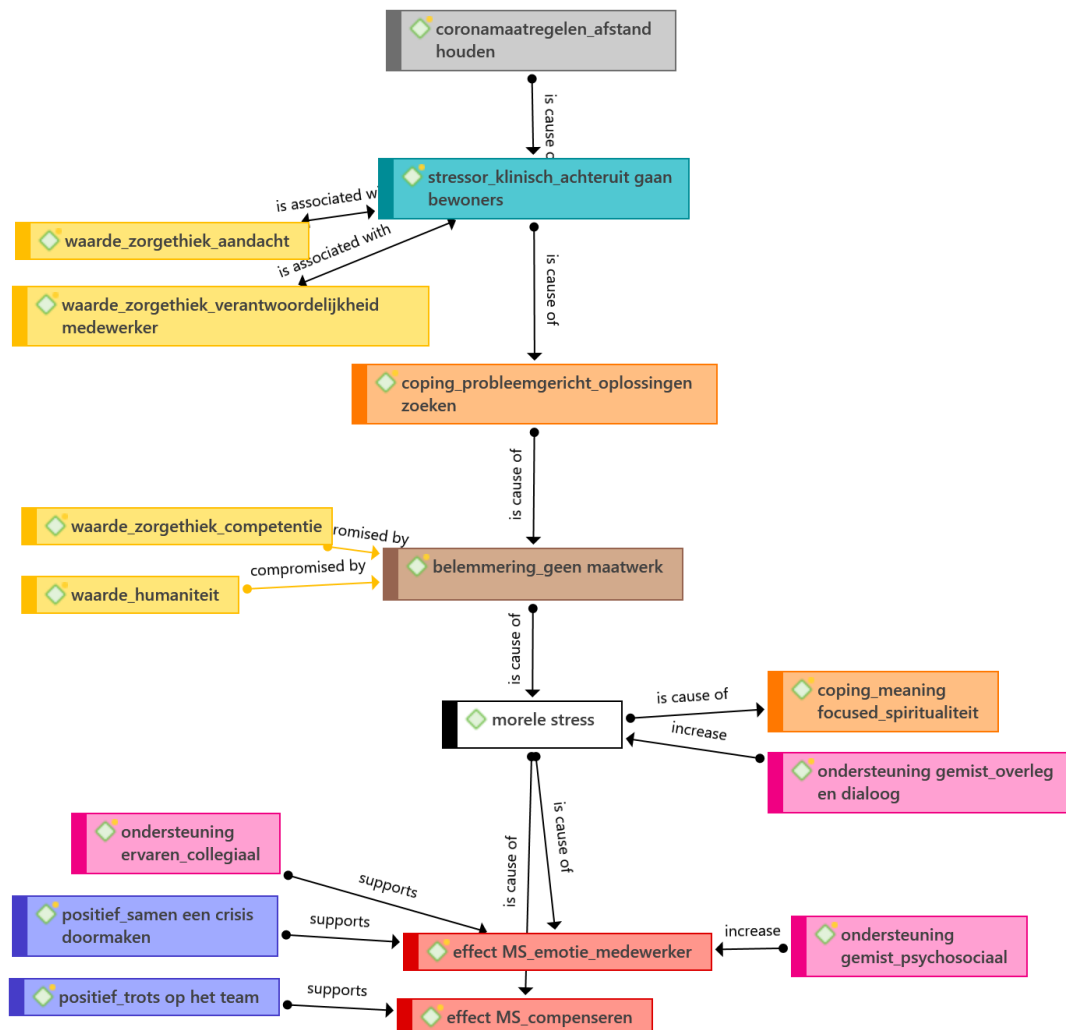 coronamaatregelen_afstand
houden
is cause o
stressor_klinisch_achteruit gaan
bewoners
is associated wi
waarde_zorgethiek_aandacht
is associated with
waarde_zorgethiek_verantwoordelijkheid
medewerker
is cause of
coping_probleemgericht_oplossingen
zoeken
is cause of
waarde_zorgethiek_competentie
romised by
belemmering_geen maatwerk
compromised by
waarde_humaniteit
is cause of
morele stress
is cause of
coping_meaning
focused_spiritualiteit
increase
ondersteuning gemist_overleg
en dialoog
is cause of
is cause of
ondersteuning
ervaren_collegiaal
supports
positief_samen een crisis
doormaken
supports
effect MS_emotie_medewerker
increase
ondersteuning
gemist_psychosociaal
positief_trots op het team
supports
effect MS_compenseren